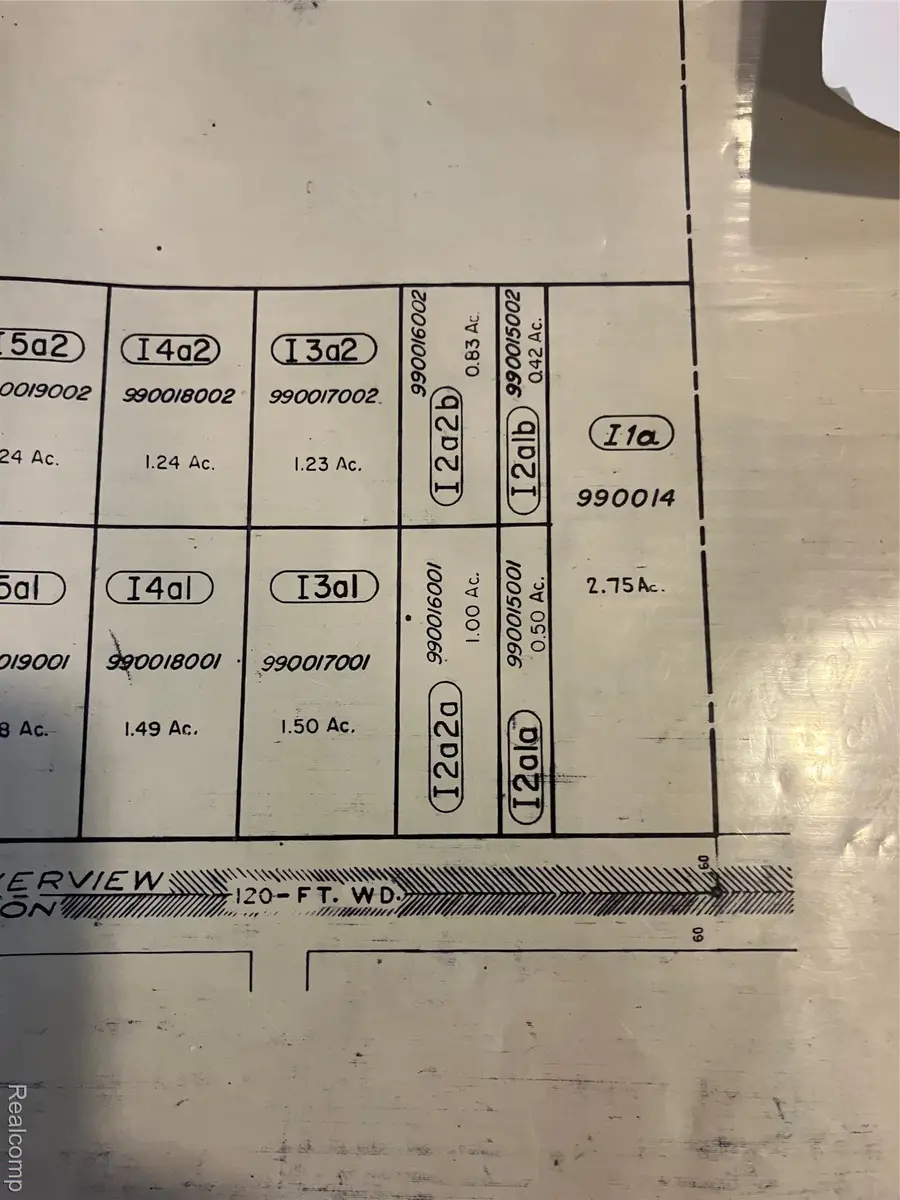 I5a2
0019002
24 Ac.
I4a2
990018002
1.24 Ac.
I3a2
990017002
1.23 Ac.
990016002
0.83 Ac.
I2a2b
990015002
0.42 Ac.
I2a1b
I1a
990014
2.75 Ac.
5a1
019001
8 Ac.
I4a1
990018001
1.49 Ac.
I3a1
990017001
1.50 Ac.
990016001
1.00 Ac.
I2a2a
990015001
0.50 Ac.
I2a1a
ERVIEW
120-FT. WD.
ON
60
60
Realcomp